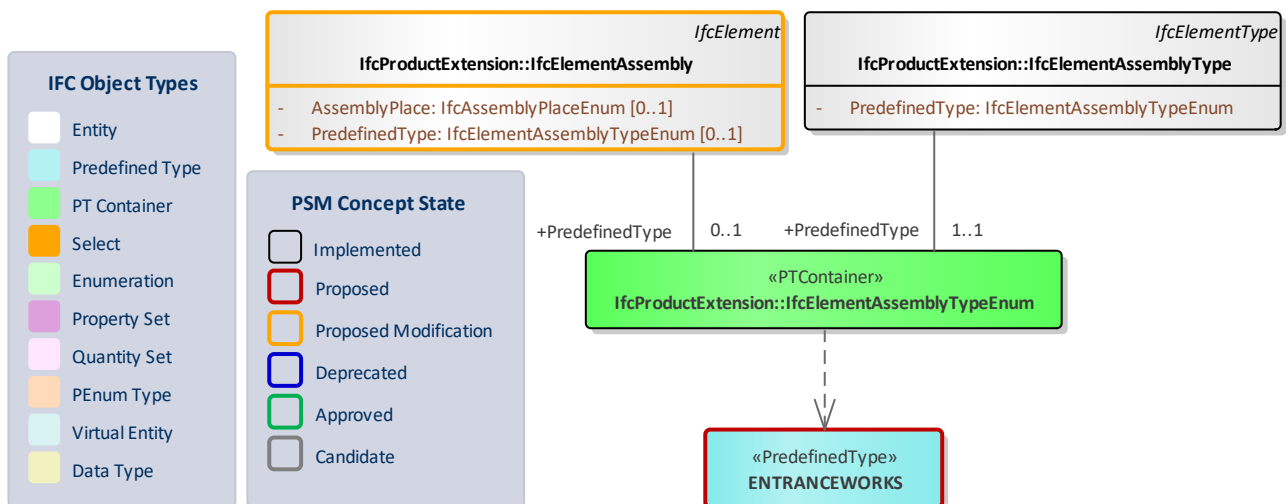 IFC Object Types
Entity
Predefined Type
PT Container
Select
Enumeration
Property Set
Quantity Set
PEnum Type
Virtual Entity
Data Type
PSM Concept State
Implemented
Proposed
Proposed Modification
Deprecated
Approved
Candidate
IfcElement
IfcProductExtension::IfcElementAssembly
- AssemblyPlace: IfcAssemblyPlaceEnum [0..1]
- PredefinedType: IfcElementAssemblyTypeEnum [0..1]
IfcElementType
IfcProductExtension::IfcElementAssemblyType
- PredefinedType: IfcElementAssemblyTypeEnum
+PredefinedType 0..1
+PredefinedType 1..1
«PTContainer»
IfcProductExtension::IfcElementAssemblyTypeEnum
«PredefinedType»
ENTRANCEWORKS